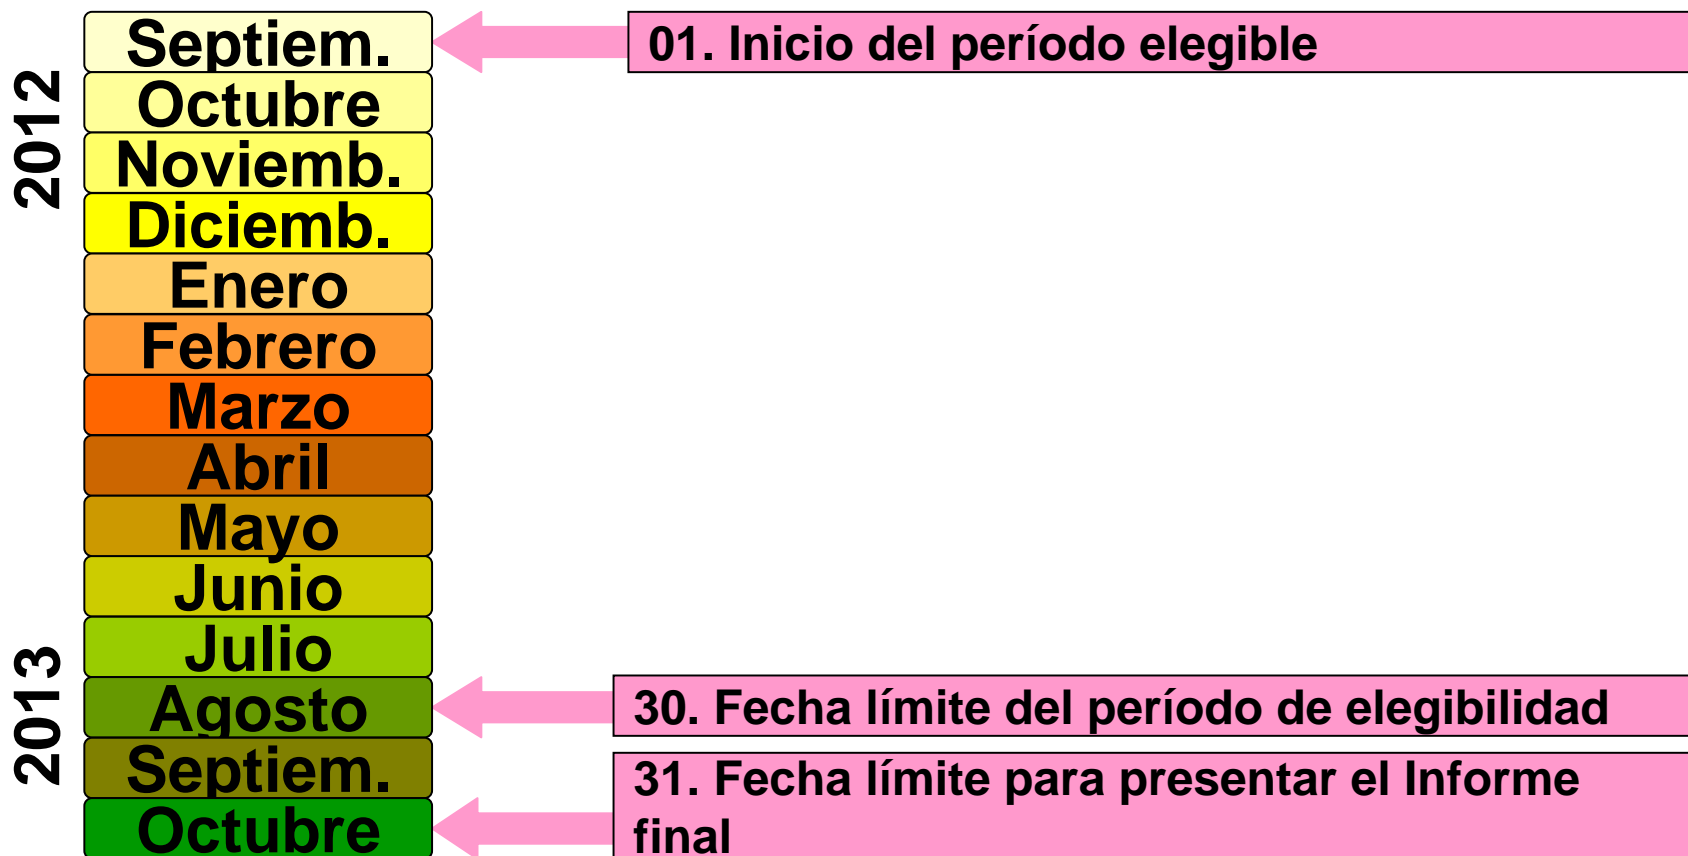 2012
Septiem.
01. Inicio del período elegible
Octubre
Noviemb.
Diciemb.
Enero
Febrero
Marzo
Abril
Mayo
Junio
Julio
2013
Agosto
30. Fecha límite del período de elegibilidad
Septiem.
31. Fecha límite para presentar el Informe
final
Octubre